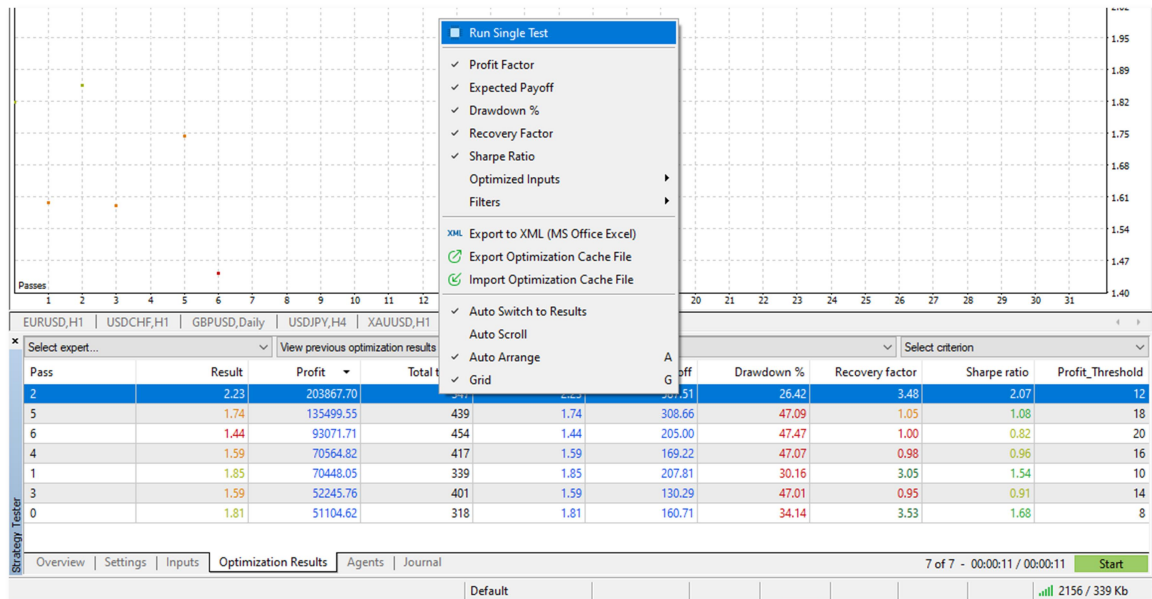 Run Single Test
Profit Factor
Expected Payoff
Drawdown %
Recovery Factor
Sharpe Ratio
Optimized Inputs
Filters
XML Export to XML (MS Office Excel)
Export Optimization Cache File
Import Optimization Cache File
Auto Switch to Results
Auto Scroll
Auto Arrange A
Grid G
1.95
1.89
1.82
1.75
1.68
1.61
1.54
1.47
1.40
Passes
1 2 3 4 5 6 7 8 9 10 11 12 20 21 22 23 24 25 26 27 28 29 30 31
EURUSD,H1 | USDCHF,H1 | GBPUSD,Daily | USDJPY,H4 | XAUUSD,H1
Select expert... View previous optimization results Select criterion
Pass Result Profit Total Drawdown % Recovery factor Sharpe ratio Profit_Threshold
2 2.23 203867.70 26.42 3.48 2.07 12
5 1.74 135499.55 439 1.74 308.66 47.09 1.05 1.08 18
6 1.44 93071.71 454 1.44 205.00 47.47 1.00 0.82 20
4 1.59 70564.82 417 1.59 169.22 47.07 0.98 0.96 16
1 1.85 70448.05 339 1.85 207.81 30.16 3.05 1.54 10
3 1.59 52245.76 401 1.59 130.29 47.01 0.95 0.91 14
0 1.81 51104.62 318 1.81 160.71 34.14 3.53 1.68 8
Strategy Tester
Overview | Settings | Inputs Optimization Results Agents | Journal
7 of 7 - 00:00:11 / 00:00:11 Start
Default 2156 / 339 Kb